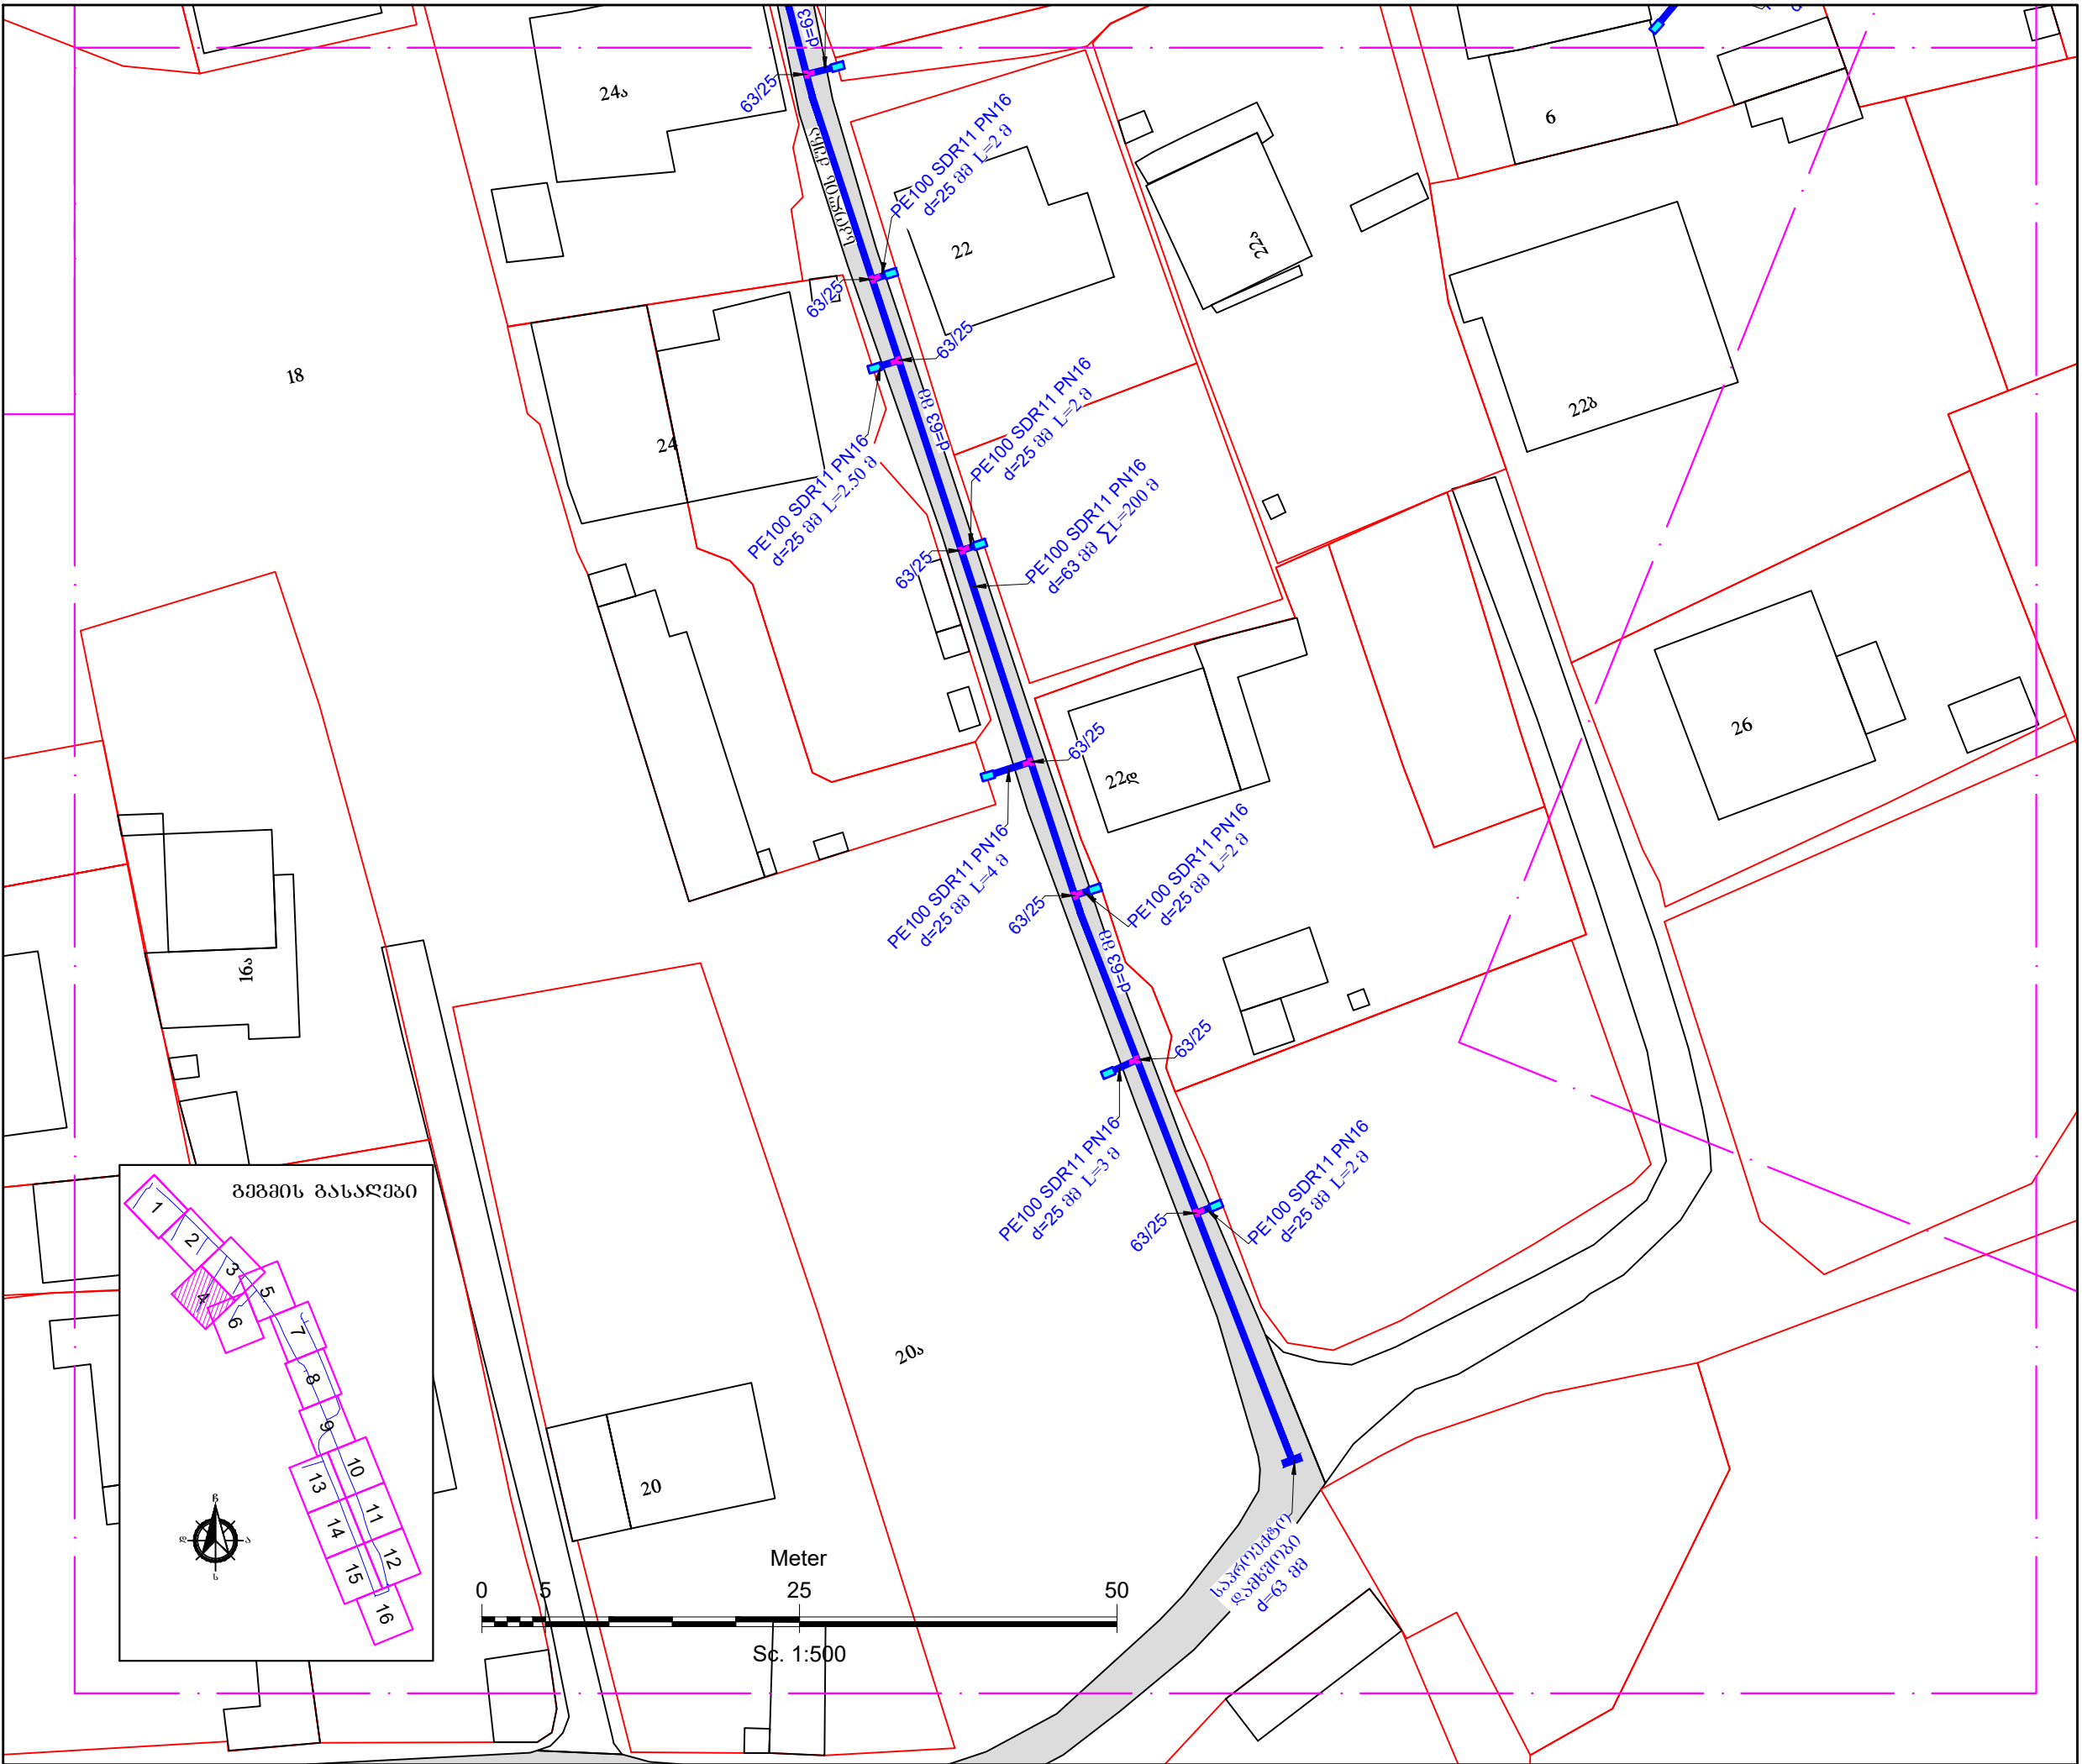 d=63
24ა
63/25
PE100 SDR11 PN16
d=25 მმ L=2 მ
6
22
22ვ
63/25
63/25
18
22ბ
d=63 მმ
PE100 SDR11 PN16
d=25 მმ L=2 მ
24
PE100 SDR11 PN16
d=25 მმ L=2.50 მ
PE100 SDR11 PN16
d=63 მმ ∑L=200 მ
63/25
63/25
26
22დ
PE100 SDR11 PN16
d=25 მმ L=4 მ
PE100 SDR11 PN16
d=25 მმ L=2 მ
63/25
16ა
d=63 მმ
63/25
PE100 SDR11 PN16
d=25 მმ L=3 მ
PE100 SDR11 PN16
d=25 მმ L=2 მ
63/25
გეგმის გასაღები
1
2
3
4
5
6
7
8
9
10
11
12
13
14
15
16
ჩ
დ
ა
ს
20ა
20
საპროექტო
დამხშობი
d=63 მმ
Meter
0 5 25 50
Sc. 1:500